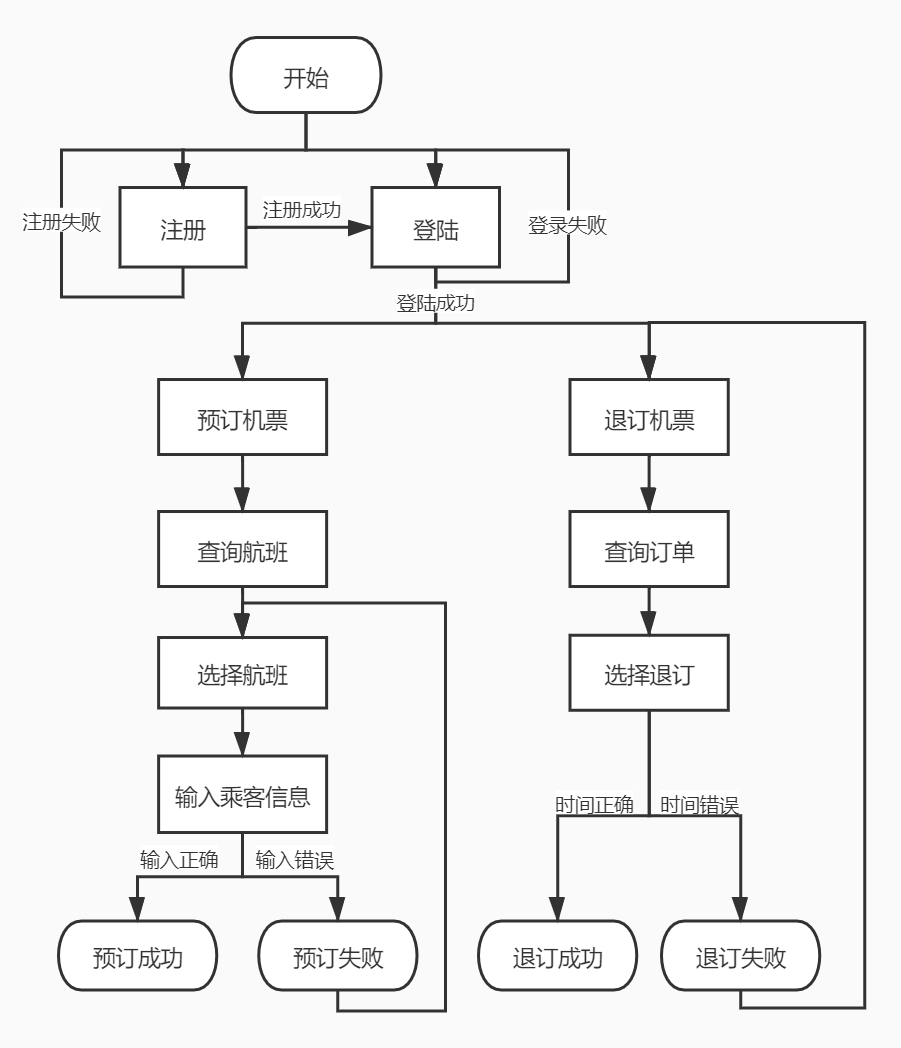 开始
注册失败
注册
注册成功
登陆
登录失败
登陆成功
预订机票
退订机票
查询航班
查询订单
选择航班
选择退订
输入乘客信息
时间正确
时间错误
输入正确
输入错误
预订成功
预订失败
退订成功
退订失败